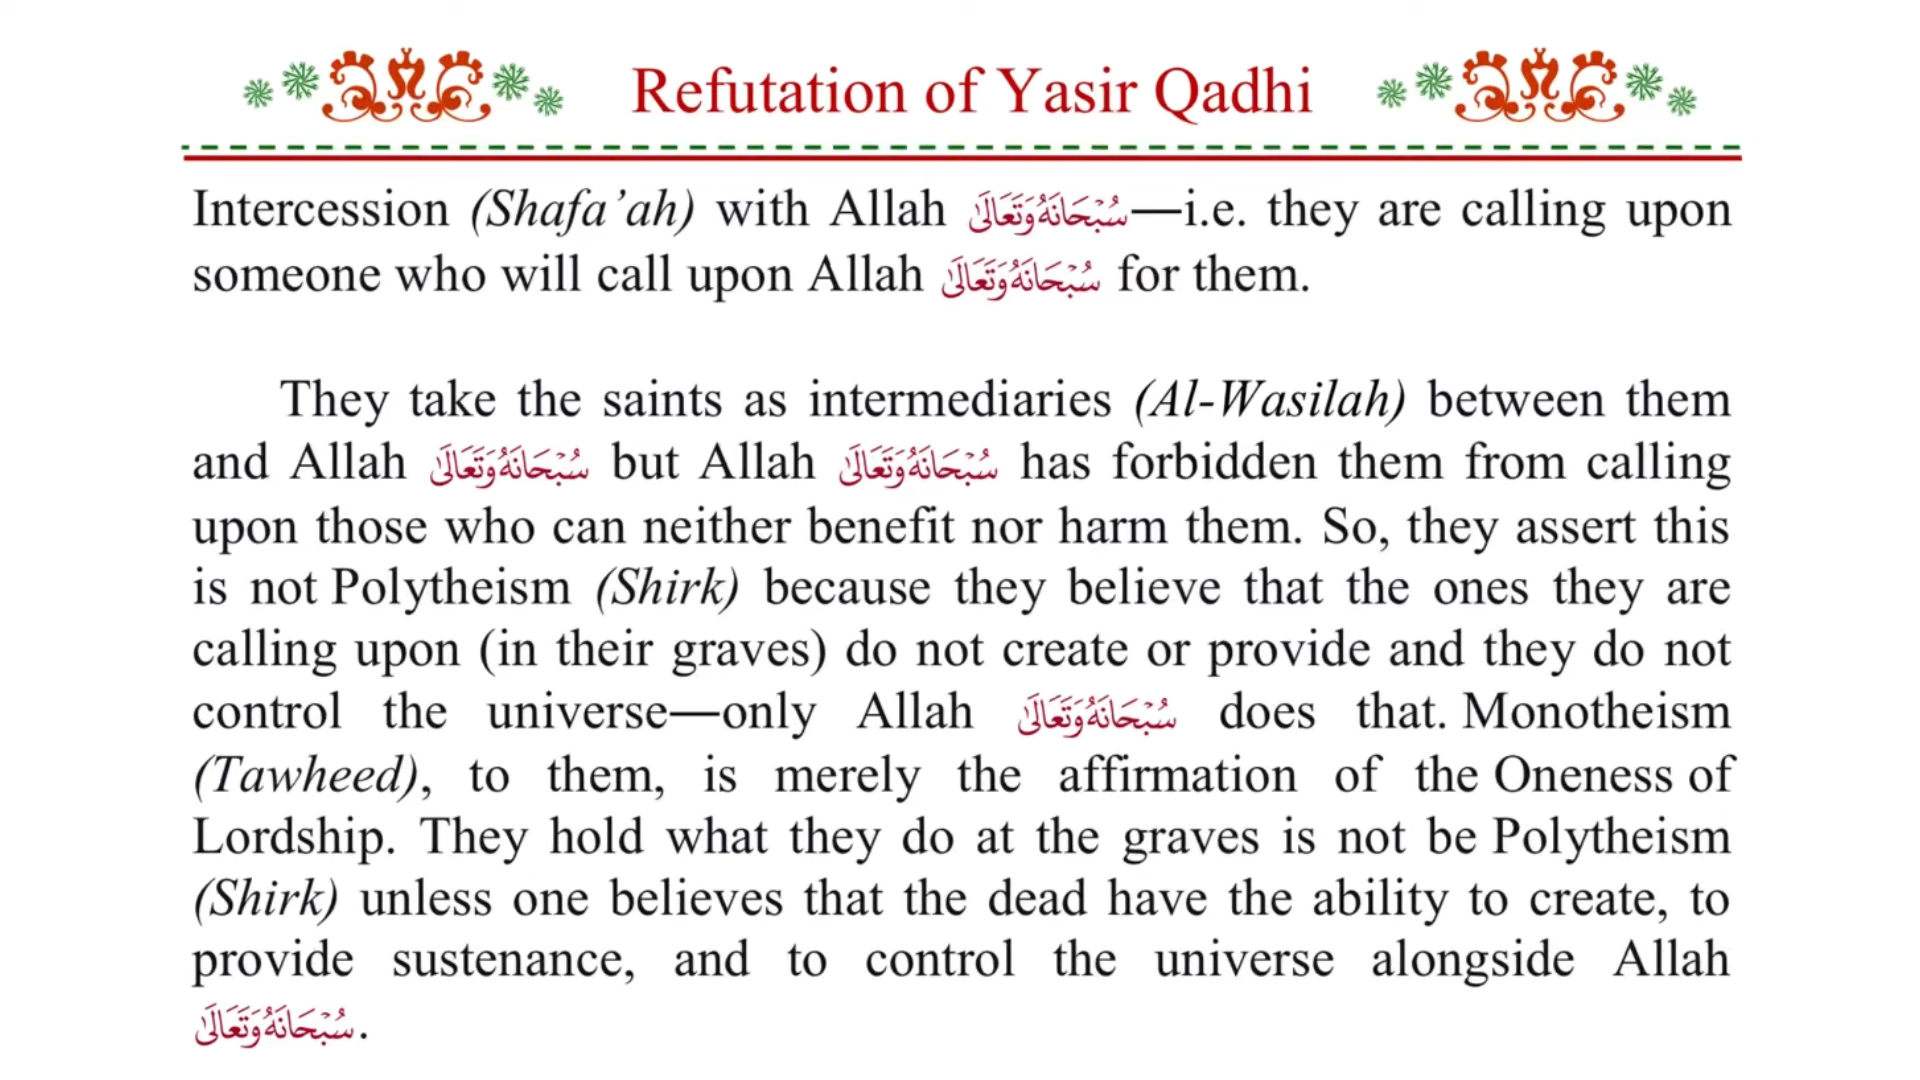 Refutation of Yasir Qadhi
Intercession (Shafa’ah) with Allah سُبْحَانَهُ وَتَعَالَىٰ—i.e. they are calling upon
someone who will call upon Allah سُبْحَانَهُ وَتَعَالَىٰ for them.
They take the saints as intermediaries (Al-Wasilah) between them
and Allah سُبْحَانَهُ وَتَعَالَىٰ but Allah سُبْحَانَهُ وَتَعَالَىٰ has forbidden them from calling
upon those who can neither benefit nor harm them. So, they assert this
is not Polytheism (Shirk) because they believe that the ones they are
calling upon (in their graves) do not create or provide and they do not
control the universe—only Allah سُبْحَانَهُ وَتَعَالَىٰ does that. Monotheism
(Tawheed), to them, is merely the affirmation of the Oneness of
Lordship. They hold what they do at the graves is not be Polytheism
(Shirk) unless one believes that the dead have the ability to create, to
provide sustenance, and to control the universe alongside Allah
سُبْحَانَهُ وَتَعَالَىٰ.